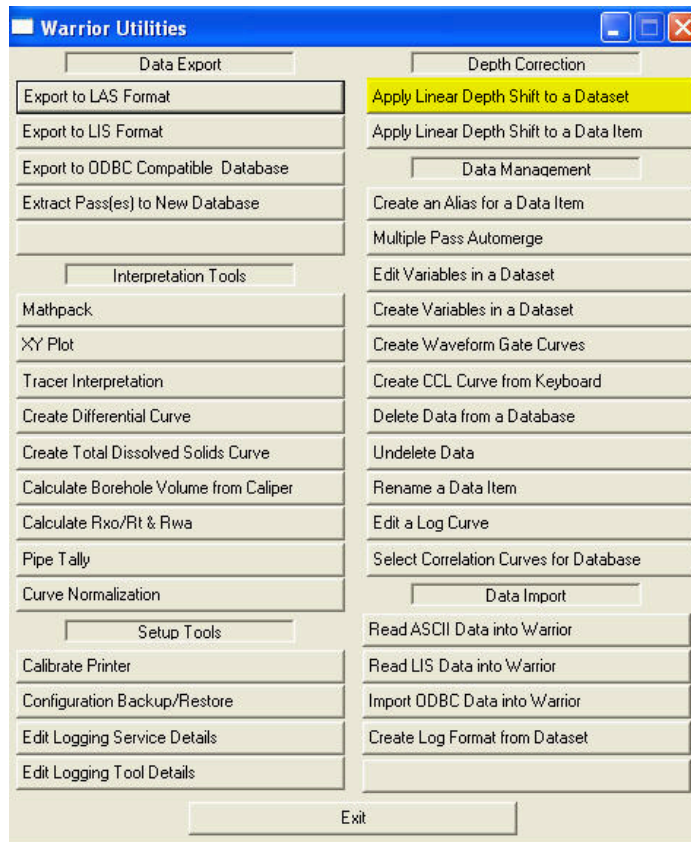 Warrior Utilities
Data Export
Export to LAS Format
Export to LIS Format
Export to ODBC Compatible Database
Extract Pass(es) to New Database
Interpretation Tools
Mathpack
XY Plot
Tracer Interpretation
Create Differential Curve
Create Total Dissolved Solids Curve
Calculate Borehole Volume from Caliper
Calculate Rxo/Rt & Rwa
Pipe Tally
Curve Normalization
Setup Tools
Calibrate Printer
Configuration Backup/Restore
Edit Logging Service Details
Edit Logging Tool Details
Depth Correction
Apply Linear Depth Shift to a Dataset
Apply Linear Depth Shift to a Data Item
Data Management
Create an Alias for a Data Item
Multiple Pass Automerge
Edit Variables in a Dataset
Create Variables in a Dataset
Create Waveform Gate Curves
Create CCL Curve from Keyboard
Delete Data from a Database
Undelete Data
Rename a Data Item
Edit a Log Curve
Select Correlation Curves for Database
Data Import
Read ASCII Data into Warrior
Read LIS Data into Warrior
Import ODBC Data into Warrior
Create Log Format from Dataset
Exit